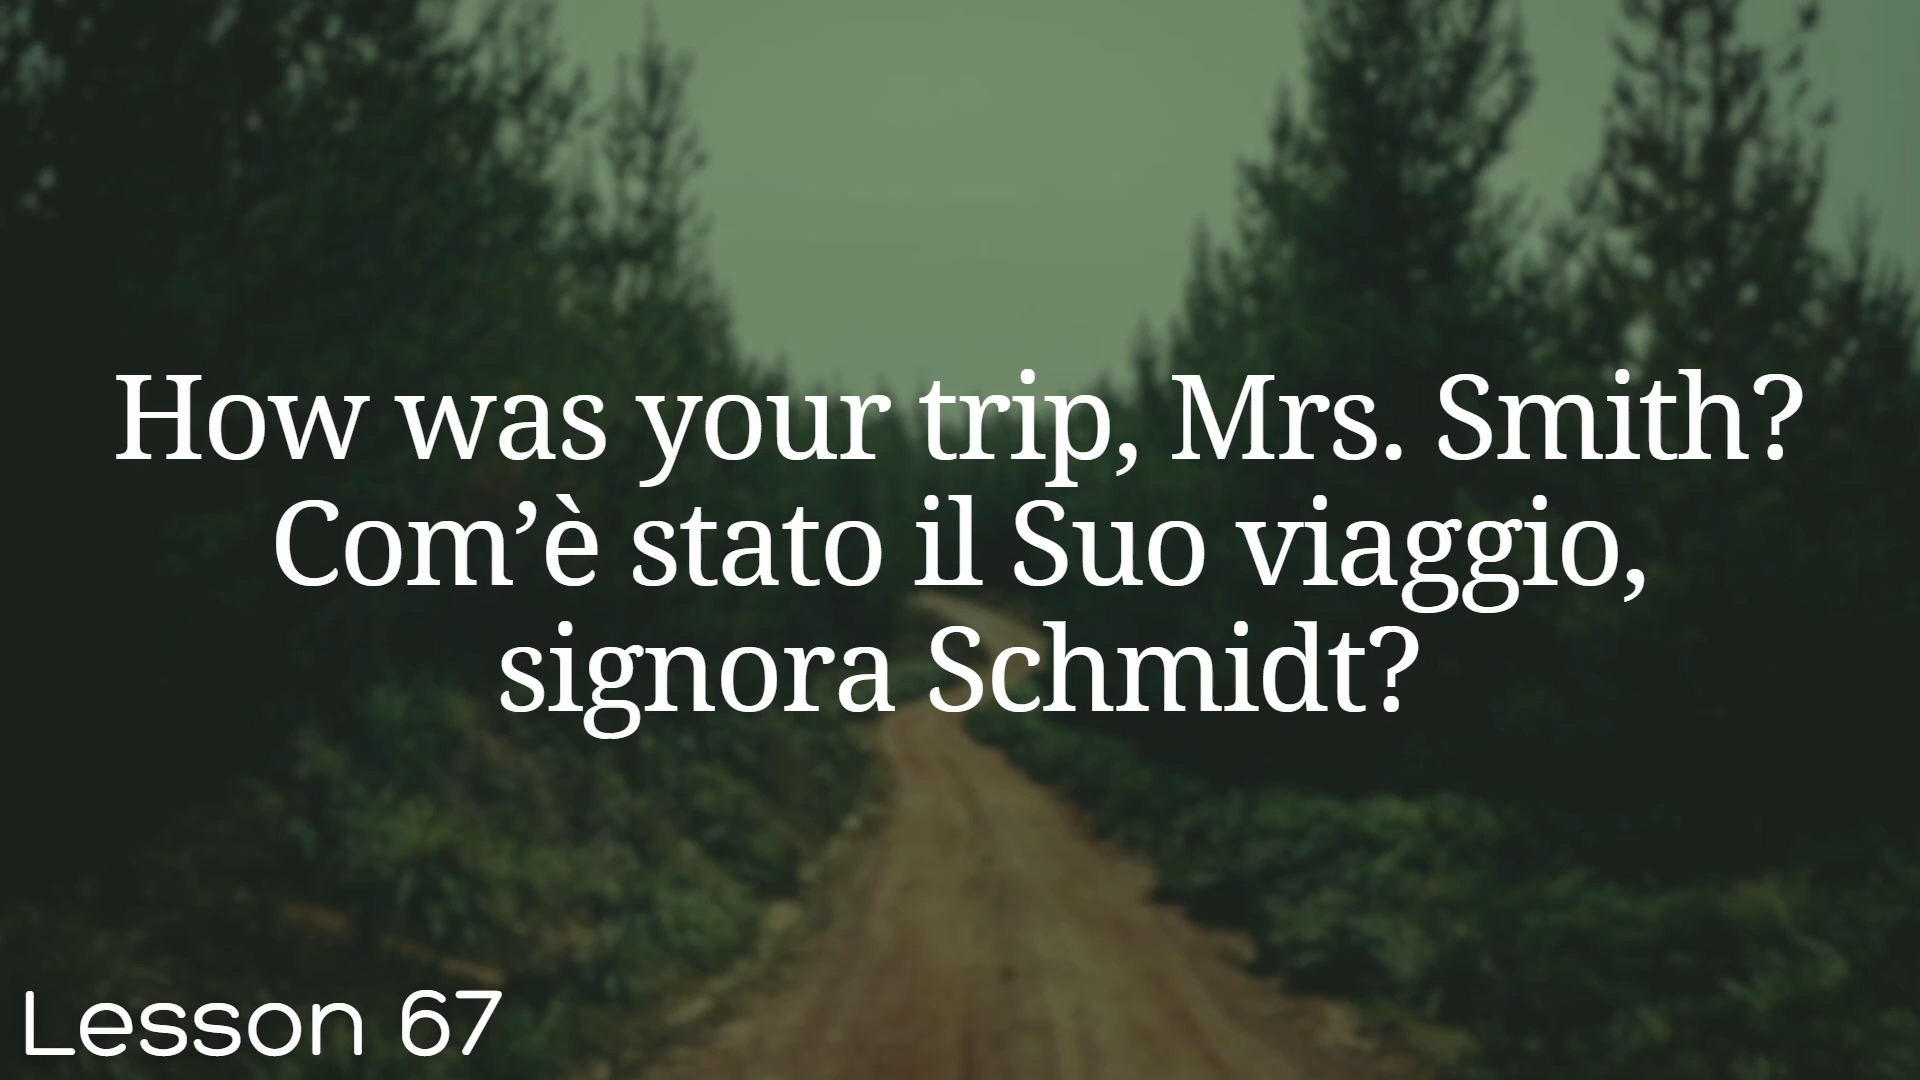 How was your trip, Mrs. Smith?
Com’è stato il Suo viaggio,
signora Schmidt?
Lesson 67